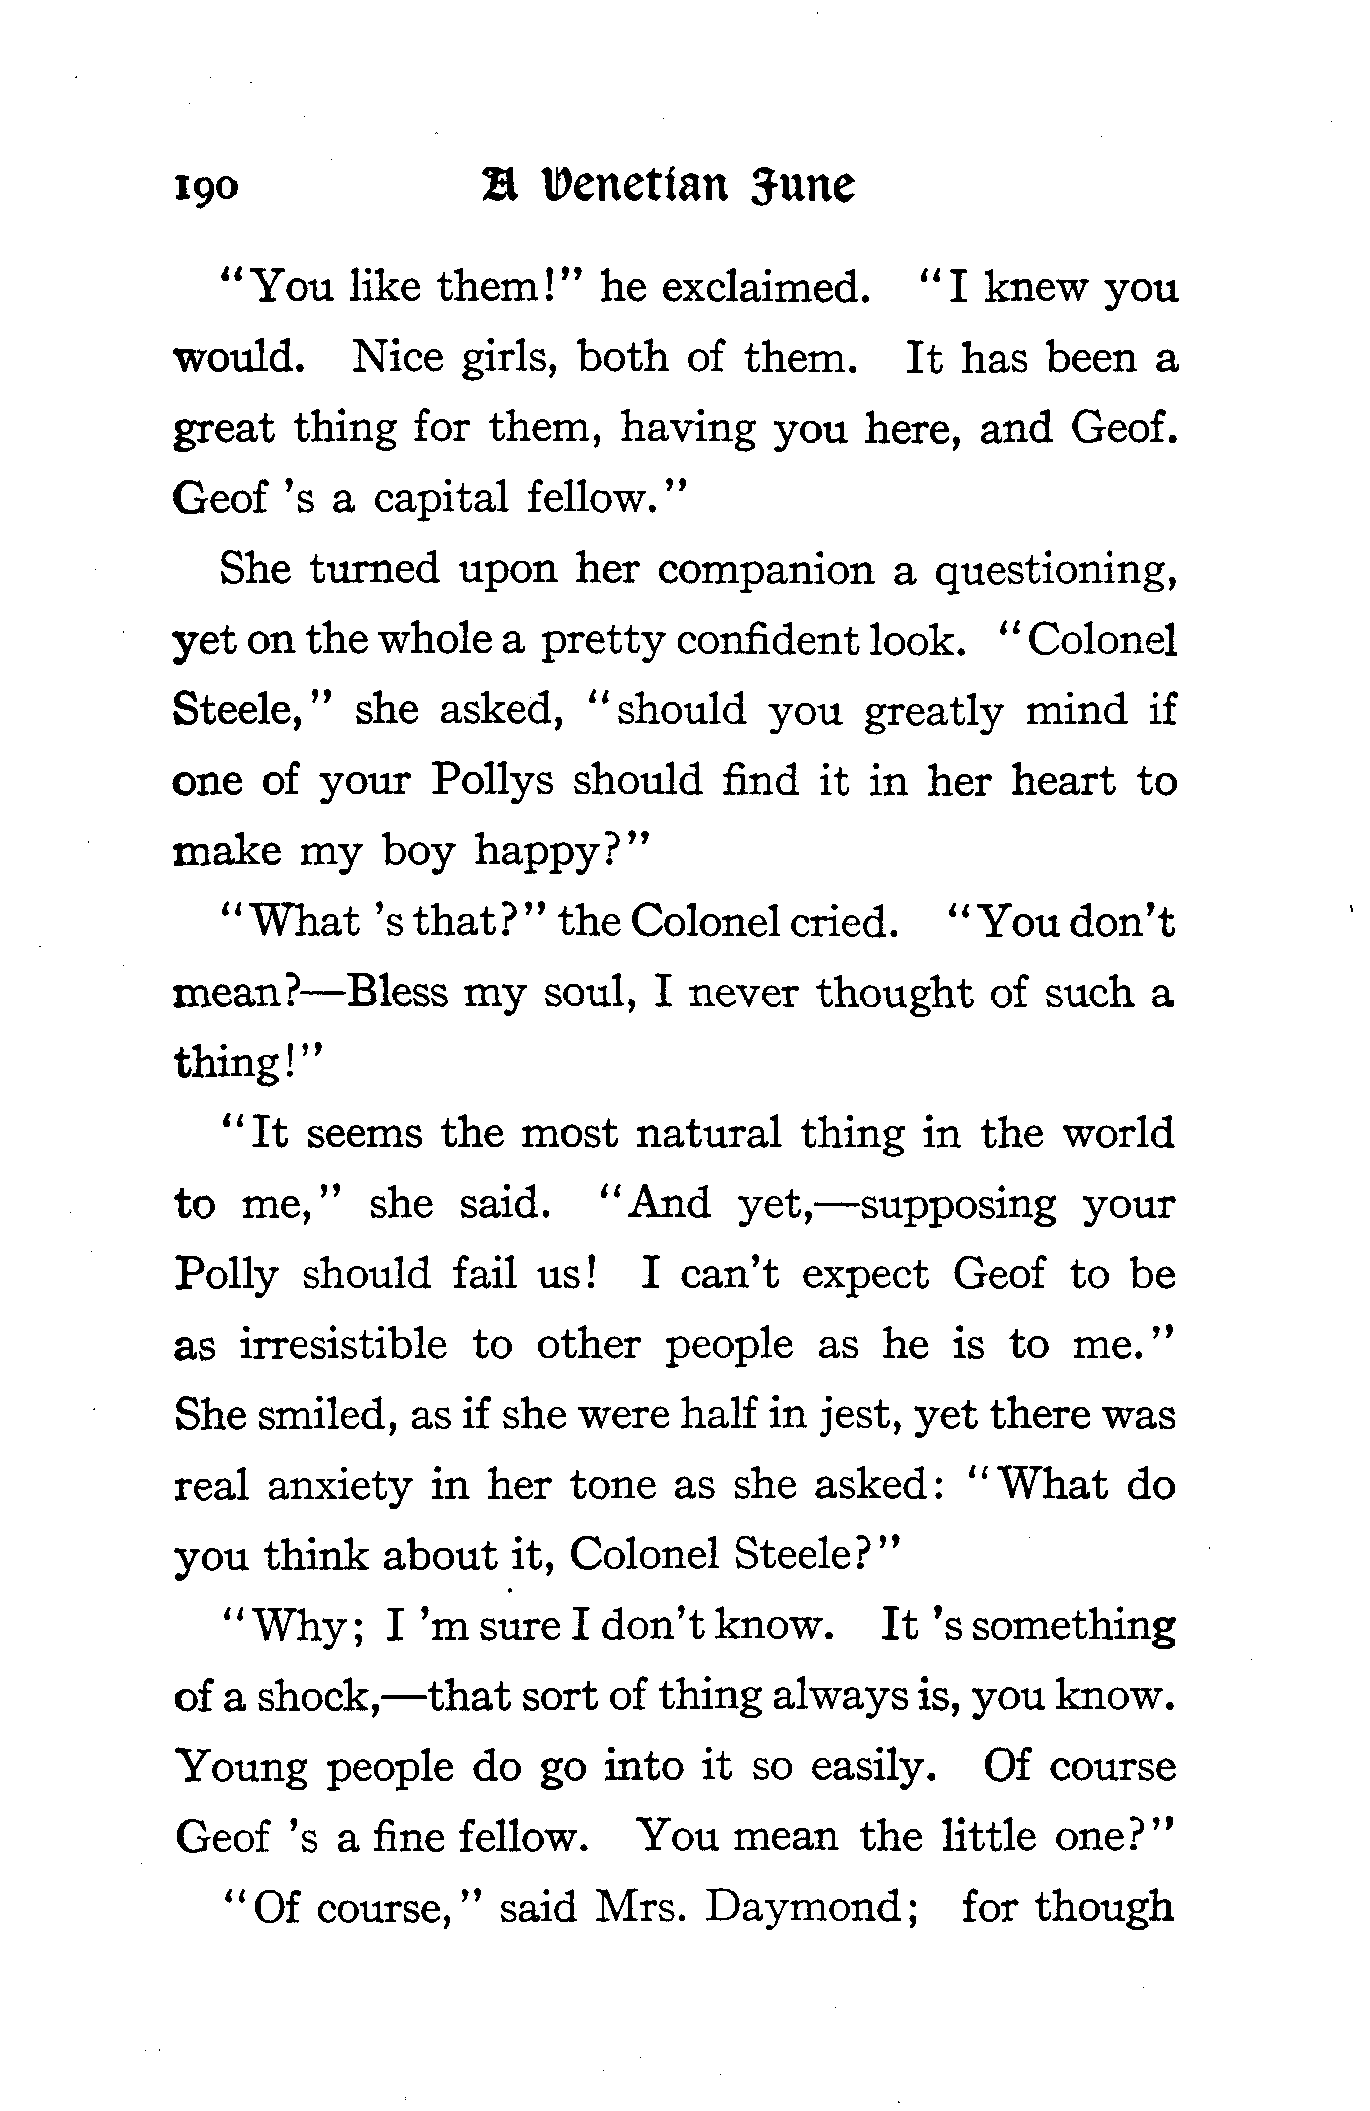 190 A Venetian June
"You like them!" he exclaimed. "I knew you
would. Nice girls, both of them. It has been a
great thing for them, having you here, and Geof.
Geof 's a capital fellow."
She turned upon her companion a questioning,
yet on the whole a pretty confident look. "Colonel
Steele," she asked, "should you greatly mind if
one of your Pollys should find it in her heart to
make my boy happy?"
"What 's that?" the Colonel cried. "You don't
mean?—Bless my soul, I never thought of such a
thing!"
"It seems the most natural thing in the world
to me," she said. "And yet,—supposing your
Polly should fail us! I can't expect Geof to be
as irresistible to other people as he is to me."
She smiled, as if she were half in jest, yet there was
real anxiety in her tone as she asked: "What do
you think about it, Colonel Steele?"
"Why; I 'm sure I don't know. It 's something
of a shock,—that sort of thing always is, you know.
Young people do go into it so easily. Of course
Geof 's a fine fellow. You mean the little one?"
"Of course," said Mrs. Daymond; for though